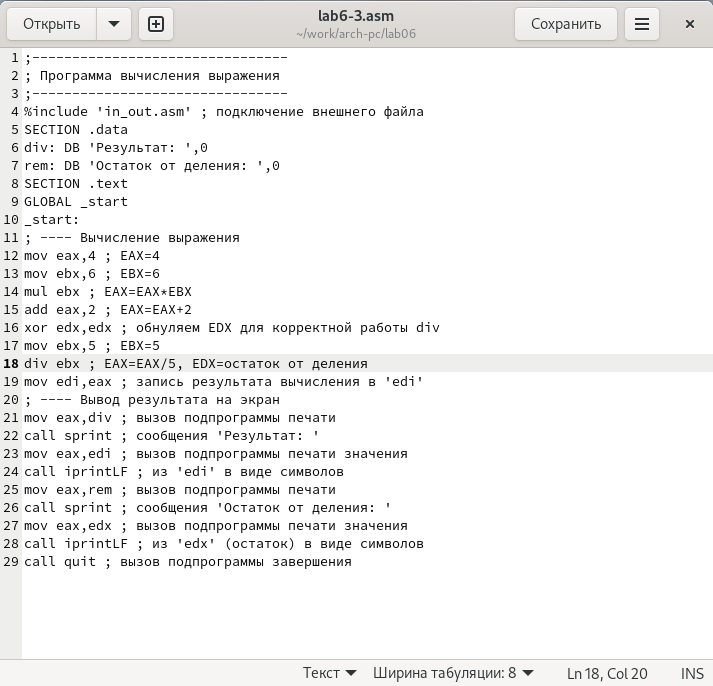 Открыть
lab6-3.asm
~/work/arch-pc/lab06
Сохранить
1 ;--------------------------------
2 ; Программа вычисления выражения
3 ;--------------------------------
4 %include 'in_out.asm' ; подключение внешнего файла
5 SECTION .data
6 div: DB 'Результат: ',0
7 rem: DB 'Остаток от деления: ',0
8 SECTION .text
9 GLOBAL _start
10 _start:
11 ; ---- Вычисление выражения
12 mov eax,4 ; EAX=4
13 mov ebx,6 ; EBX=6
14 mul ebx ; EAX=EAX*EBX
15 add eax,2 ; EAX=EAX+2
16 xor edx,edx ; обнуляем EDX для корректной работы div
17 mov ebx,5 ; EBX=5
18 div ebx ; EAX=EAX/5, EDX=остаток от деления
19 mov edi,eax ; запись результата вычисления в 'edi'
20 ; ---- Вывод результата на экран
21 mov eax,div ; вызов подпрограммы печати
22 call sprint ; сообщения 'Результат: '
23 mov eax,edi ; вызов подпрограммы печати значения
24 call iprintLF ; из 'edi' в виде символов
25 mov eax,rem ; вызов подпрограммы печати
26 call sprint ; сообщения 'Остаток от деления: '
27 mov eax,edx ; вызов подпрограммы печати значения
28 call iprintLF ; из 'edx' (остаток) в виде символов
29 call quit ; вызов подпрограммы завершения
Текст Ширина табуляции: 8 Ln 18, Col 20 INS